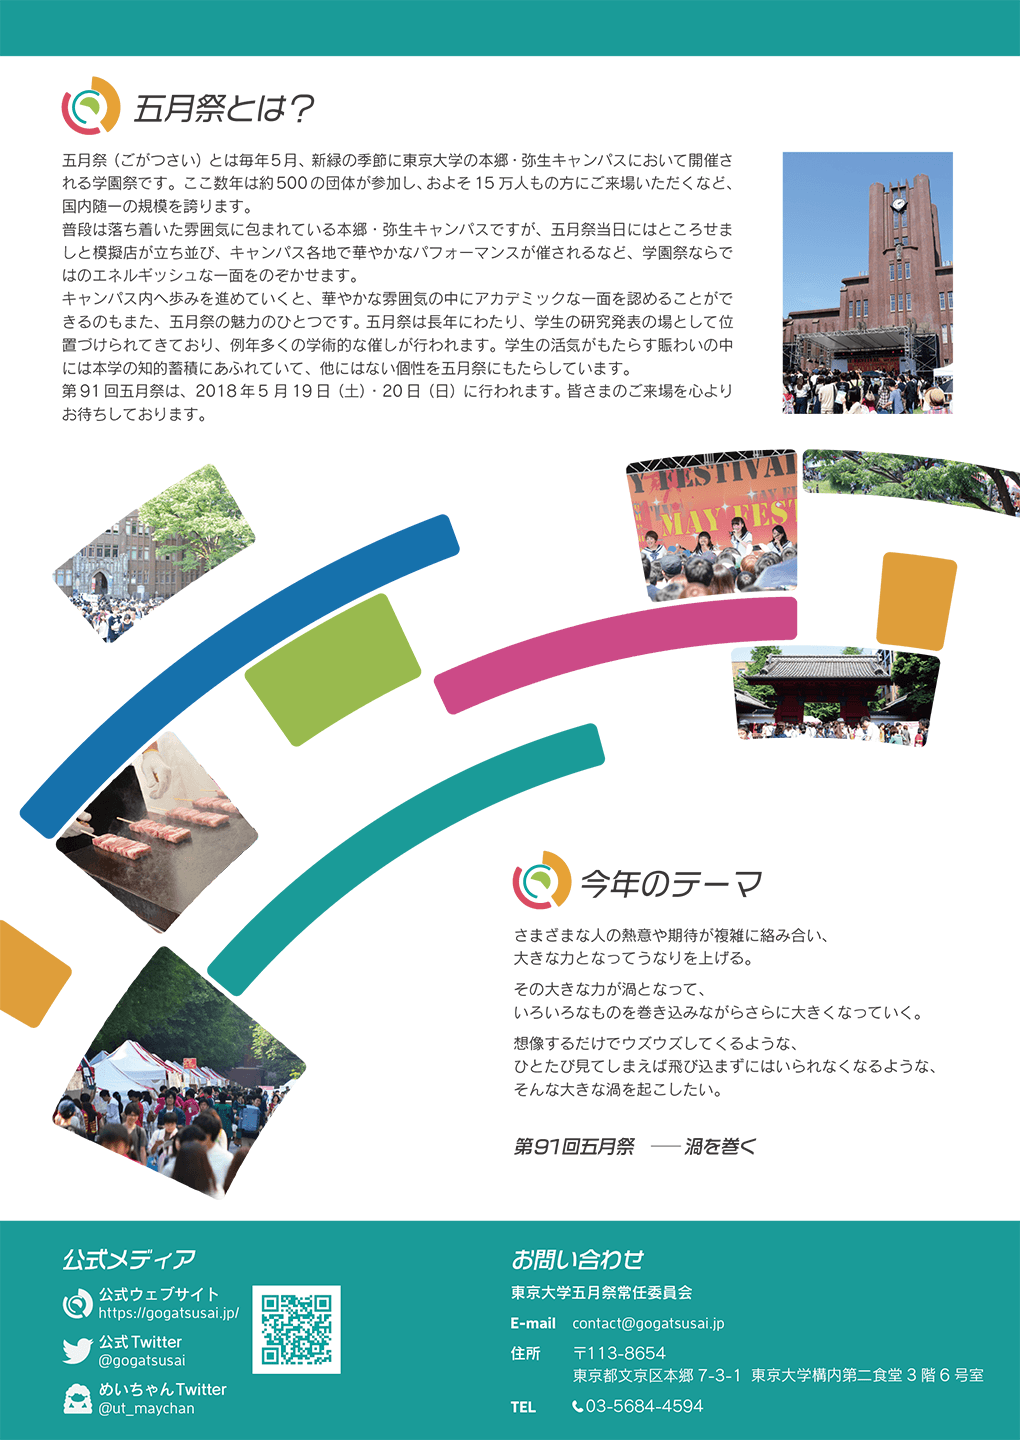 五月祭とは？
五月祭（ごがつさい）とは毎年５月、新緑の季節に東京大学の本郷・弥生キャンパスにおいて開催さ
れる学園祭です。ここ数年は約500の団体が参加し、およそ15万人もの方にご来場いただくなど、
国内随一の規模を誇ります。
普段は落ち着いた雰囲気に包まれている本郷・弥生キャンパスですが、五月祭当日にはところせま
しと模擬店が立ち並び、キャンパス各地で華やかなパフォーマンスが催されるなど、学園祭ならで
はのエネルギッシュな一面をのぞかせます。
キャンパス内へ歩みを進めていくと、華やかな雰囲気の中にアカデミックな一面を認めることがで
きるのもまた、五月祭の魅力のひとつです。五月祭は長年にわたり、学生の研究発表の場として位
置づけられてきており、例年多くの学術的な催しが行われます。学生の活気がもたらす賑わいの中
には本学の知的蓄積にあふれていて、他にはない個性を五月祭にもたらしています。
第91回五月祭は、2018年5月19日（土）・20日（日）に行われます。皆さまのご来場を心より
お待ちしております。
Y FESTIVAL
AY FE
MAY FEST
今年のテーマ
さまざまな人の熱意や期待が複雑に絡み合い、
大きな力となってうなりを上げる。
その大きな力が渦となって、
いろいろなものを巻き込みながらさらに大きくなっていく。
想像するだけでウズウズしてくるような、
ひとたび見てしまえば飛び込まずにはいられなくなるような、
そんな大きな渦を起こしたい。
第91回五月祭 ――渦を巻く
公式メディア
公式ウェブサイト
https://gogatsusai.jp/
公式Twitter
@gogatsusai
めいちゃんTwitter
@ut_maychan
お問い合わせ
東京大学五月祭常任委員会
E-mail contact@gogatsusai.jp
住所 〒113-8654
東京都文京区本郷7-3-1 東京大学構内第二食堂3階6号室
TEL 03-5684-4594